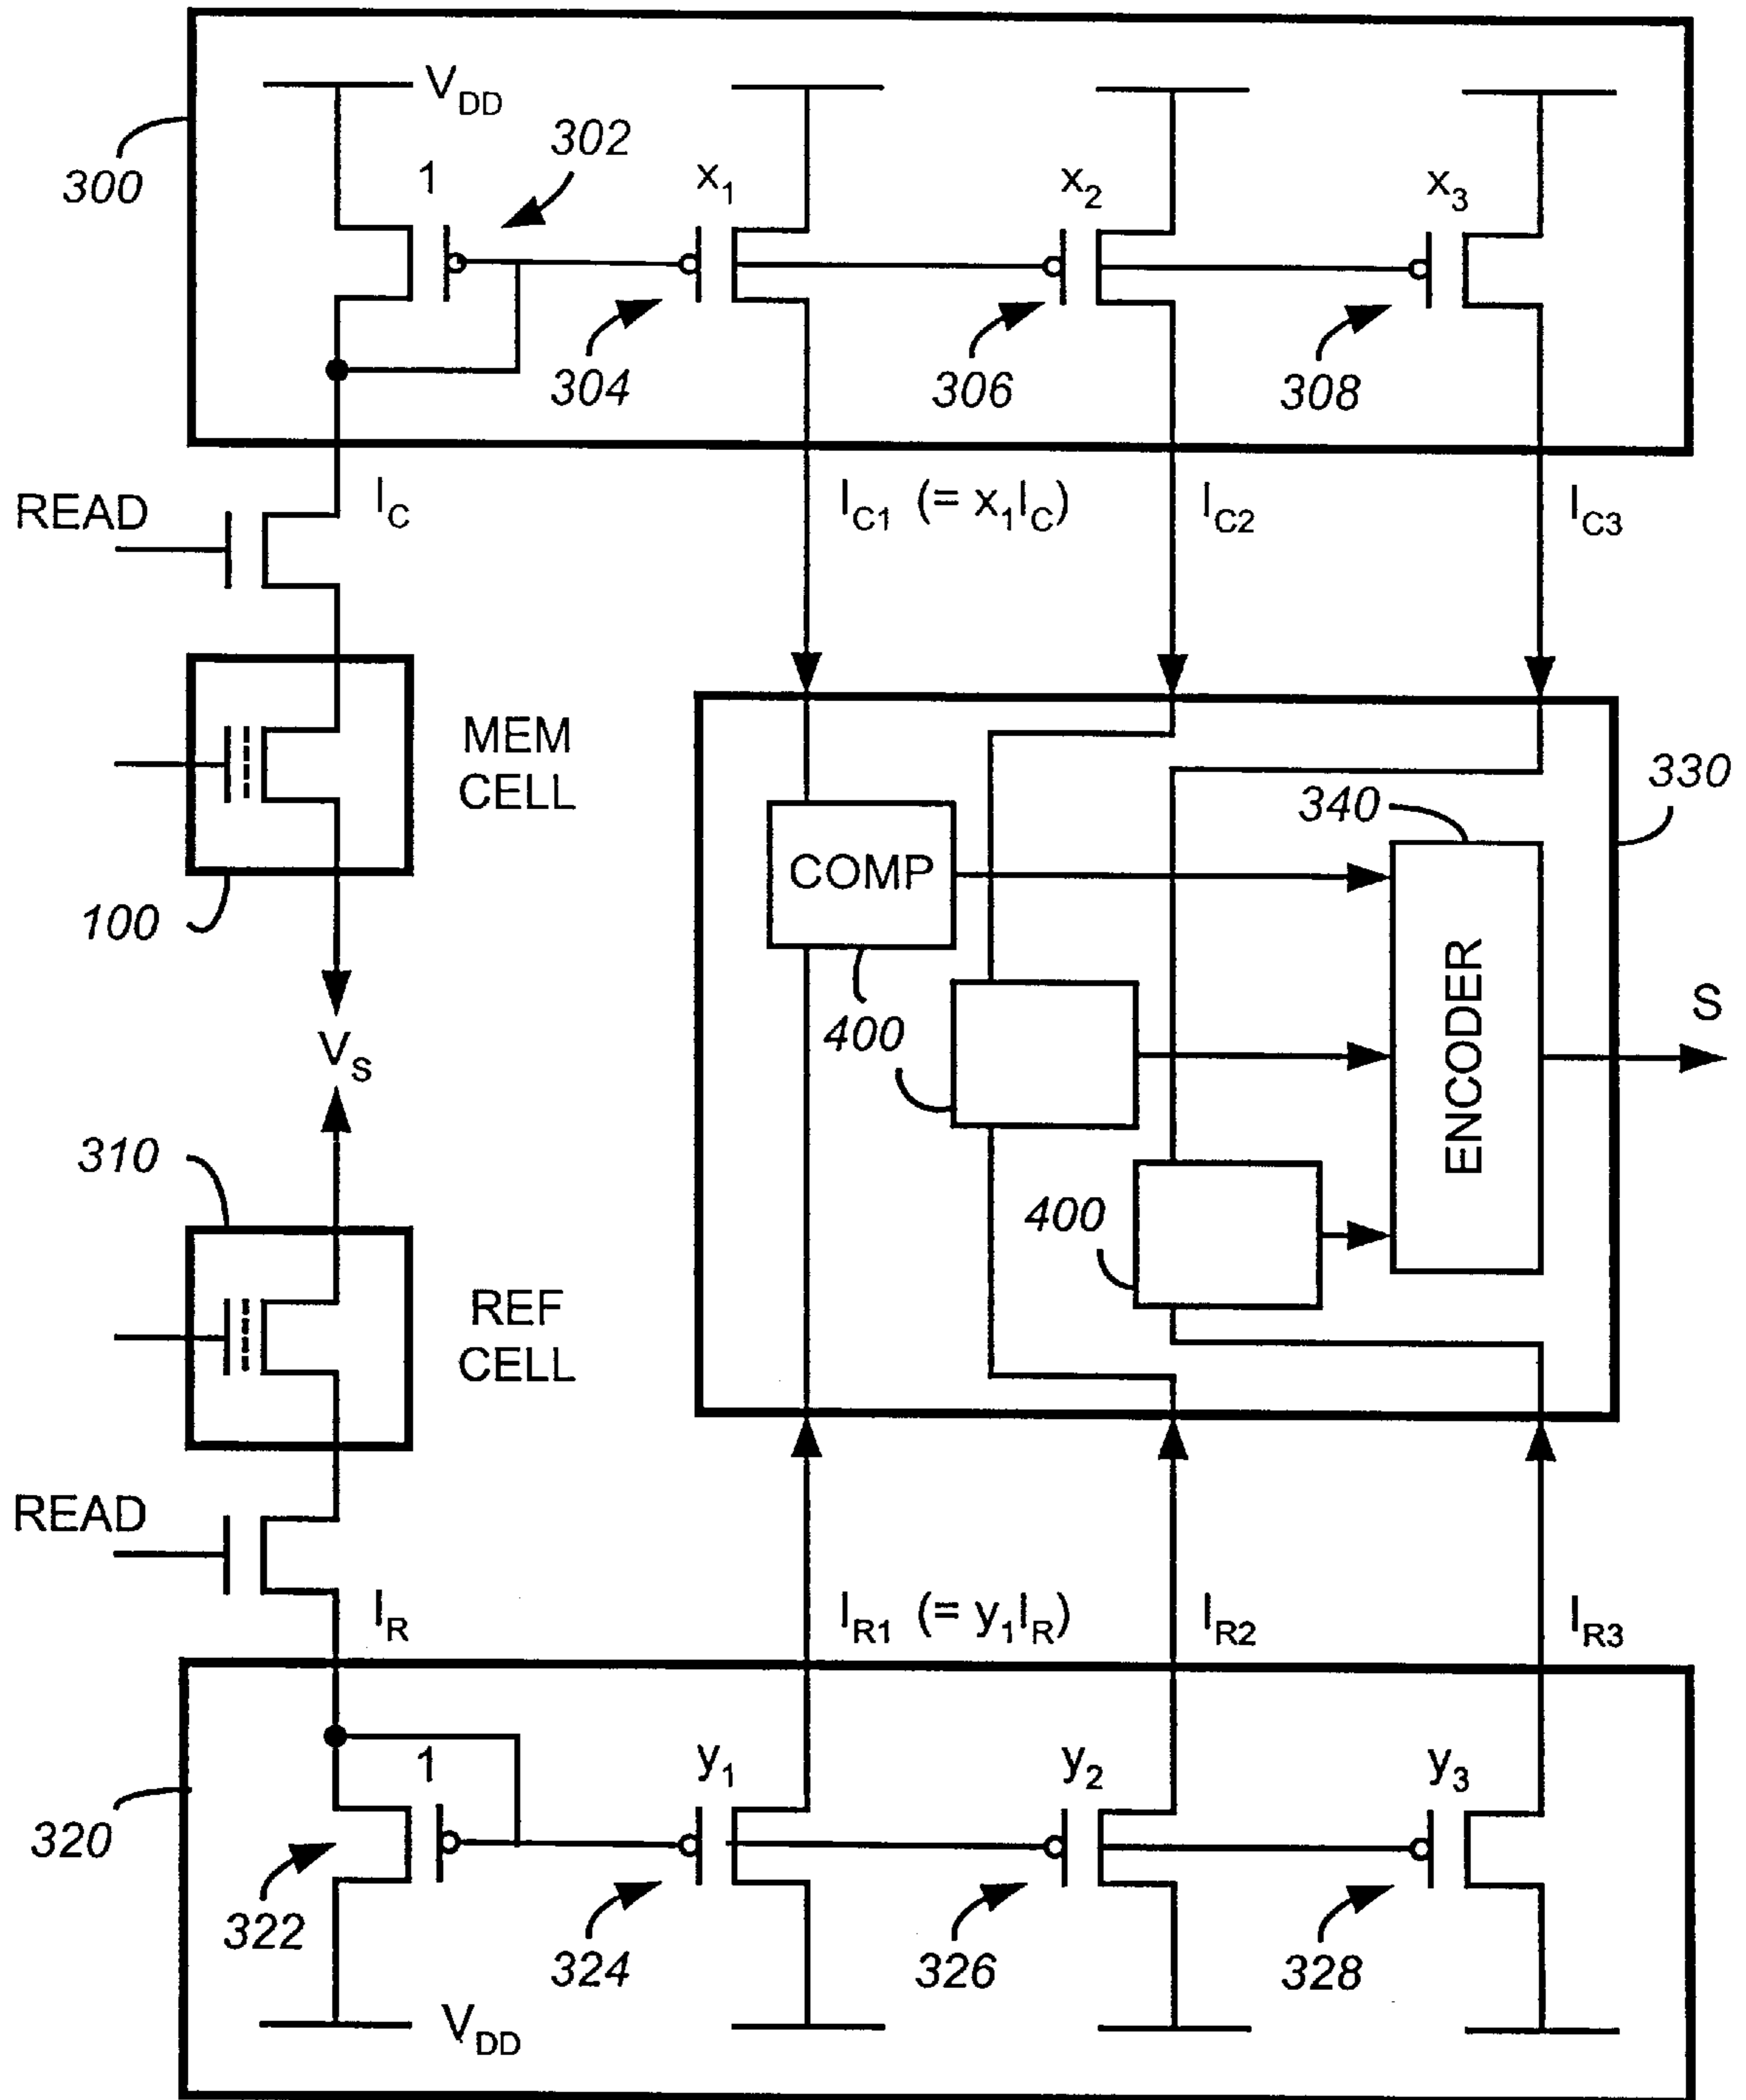 V_DD
302
300
1
x_1
x_2
x_3
304
306
308
READ
I_C
I_C1 (= x_1I_C)
I_C2
I_C3
MEM
CELL
330
340
COMP
100
400
ENCODER
S
V_S
400
310
400
REF
CELL
READ
I_R
I_R1 (= y_1I_R)
I_R2
I_R3
1
y_1
y_2
y_3
320
322
324
326
328
V_DD